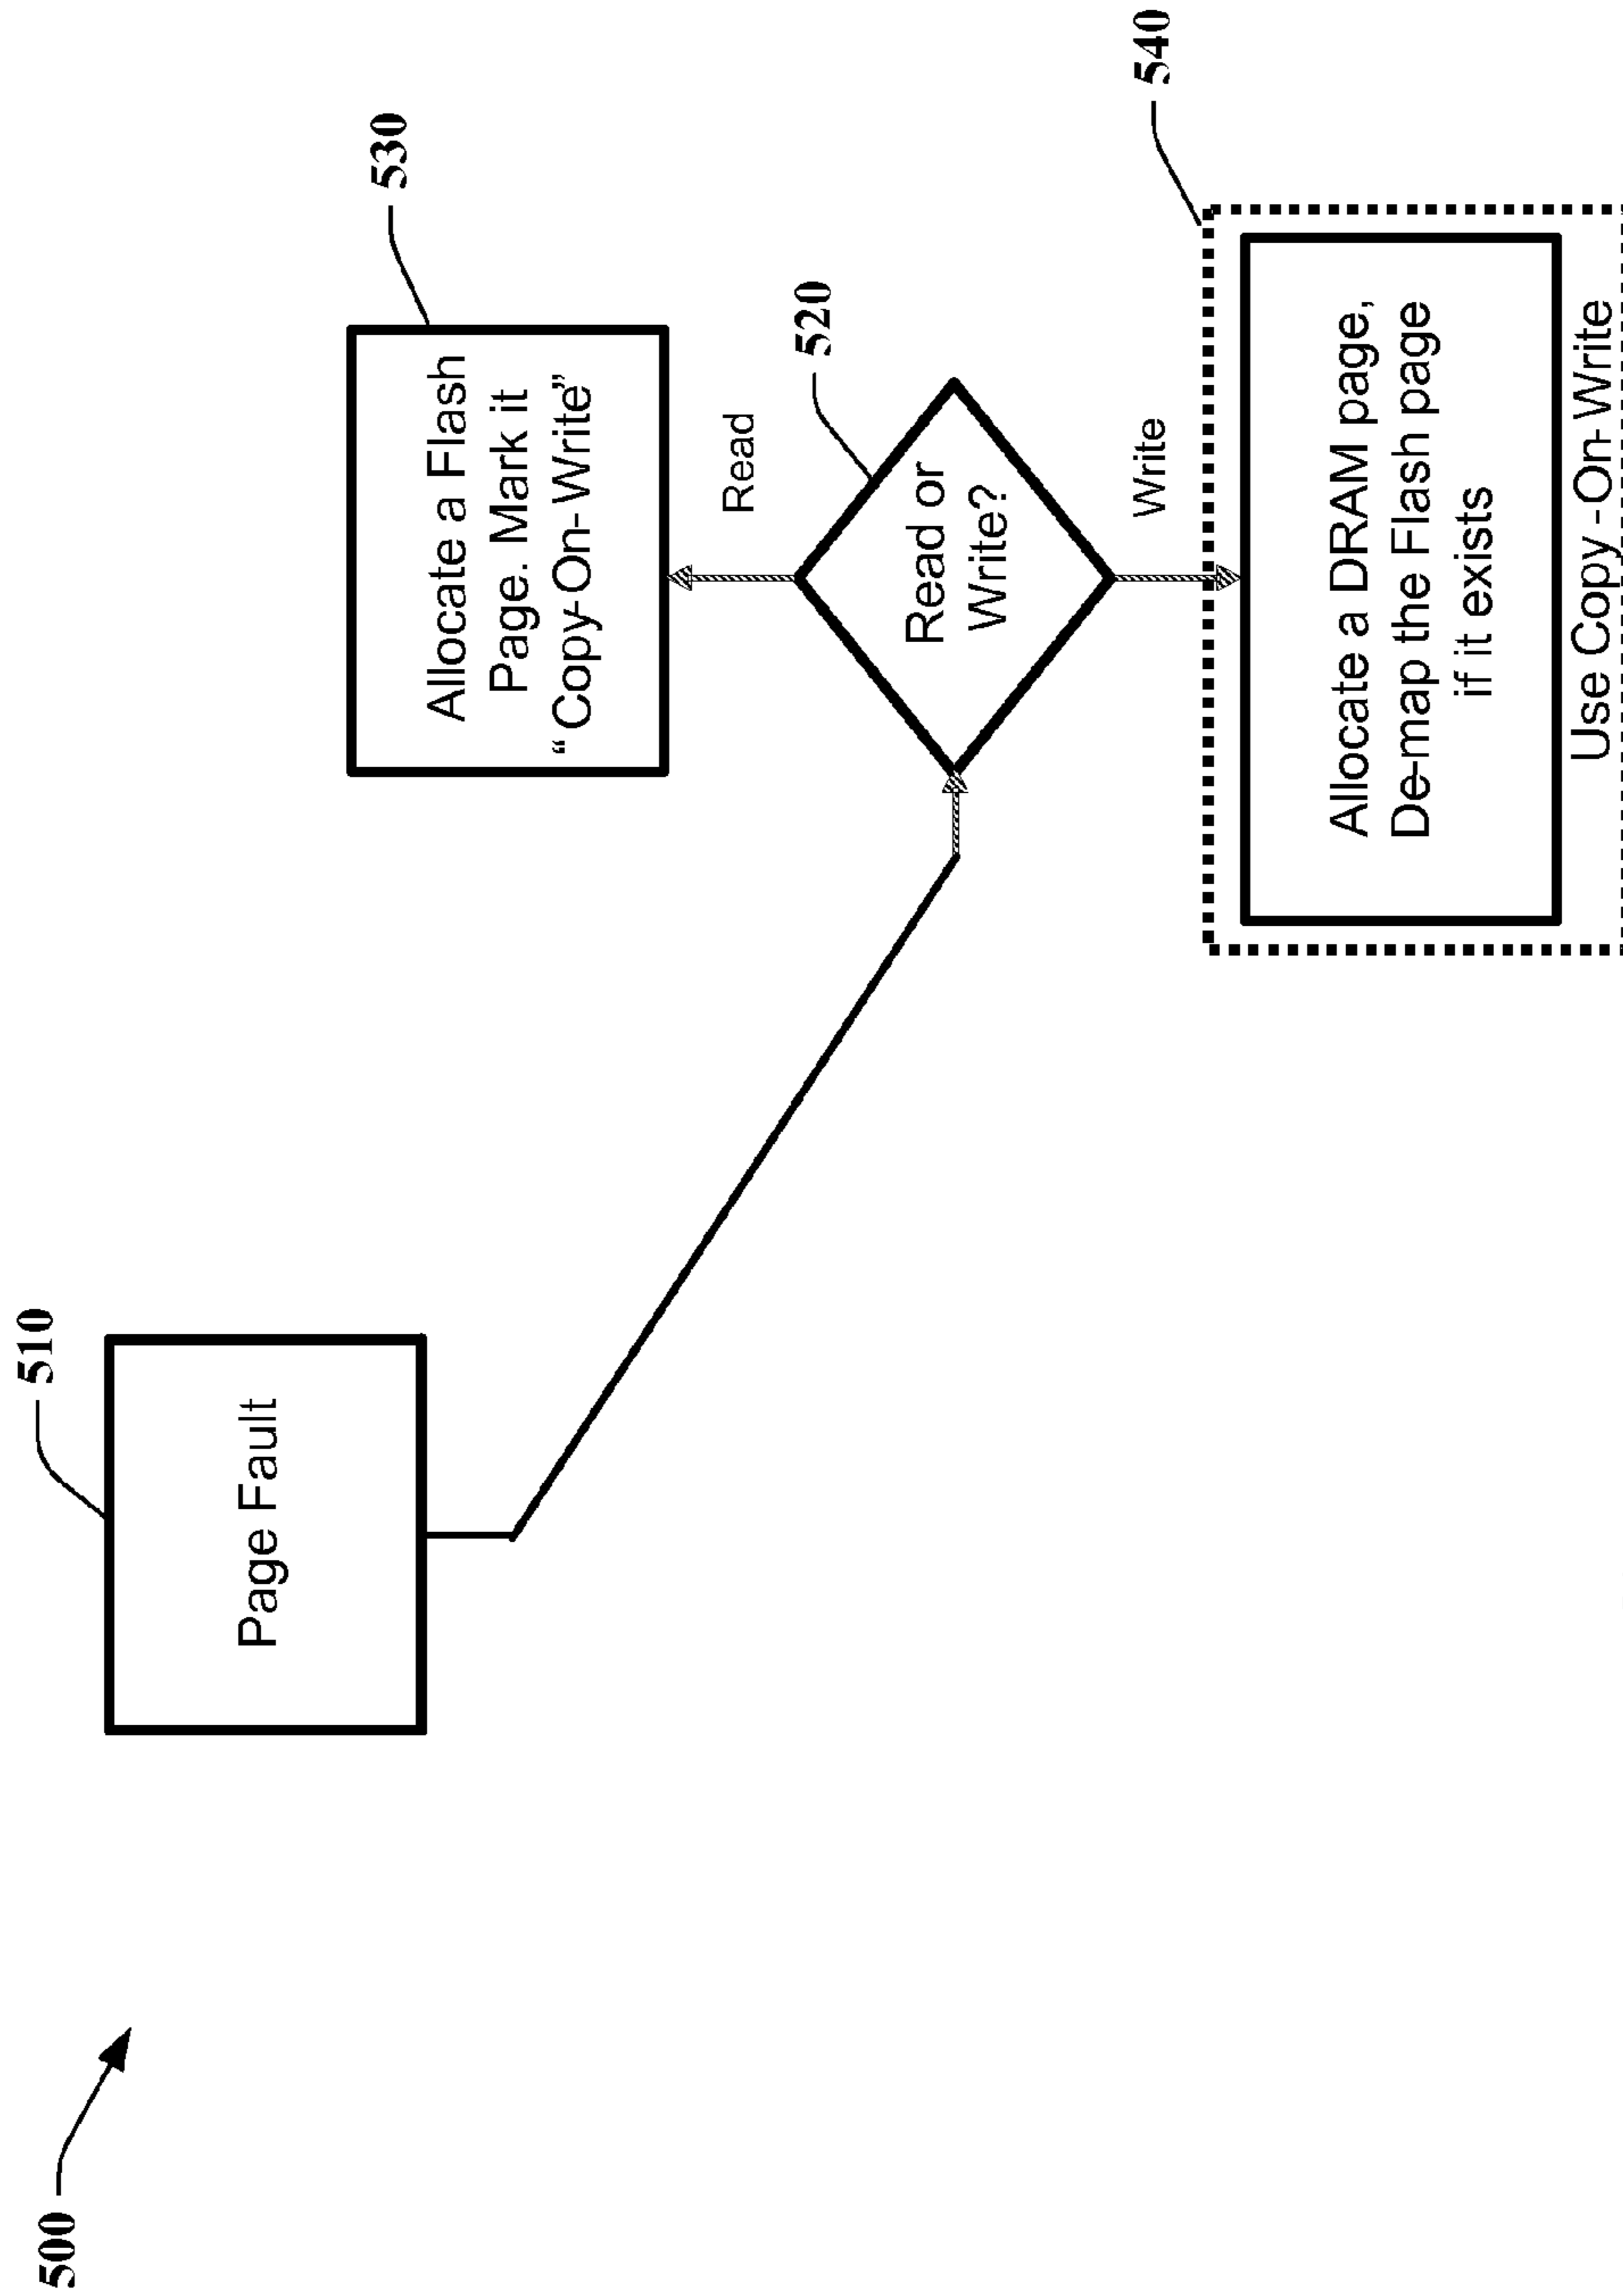 500
510
Page Fault
530
Allocate a Flash
Page. Mark it
“Copy-On-Write”
Read
520
Read or
Write?
Write
540
Allocate a DRAM page,
De-map the Flash page
if it exists
Use Copy-On-Write